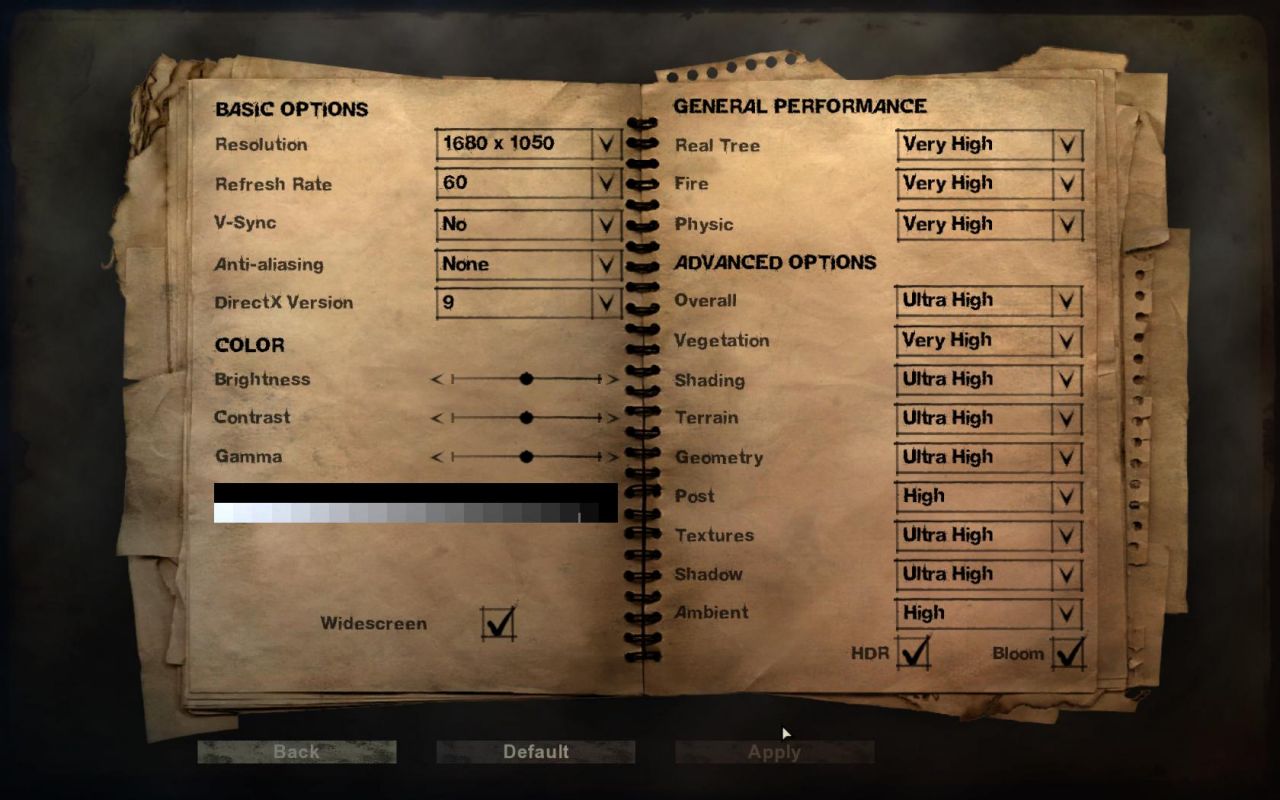 BASIC OPTIONS
Resolution 1680 x 1050
Refresh Rate 60
V-Sync No
Anti-aliasing None
DirectX Version 9
COLOR
Brightness
Contrast
Gamma
Widescreen
GENERAL PERFORMANCE
Real Tree Very High
Fire Very High
Physic Very High
ADVANCED OPTIONS
Overall Ultra High
Vegetation Very High
Shading Ultra High
Terrain Ultra High
Geometry Ultra High
Post High
Textures Ultra High
Shadow Ultra High
Ambient High
HDR Bloom
Back Default Apply